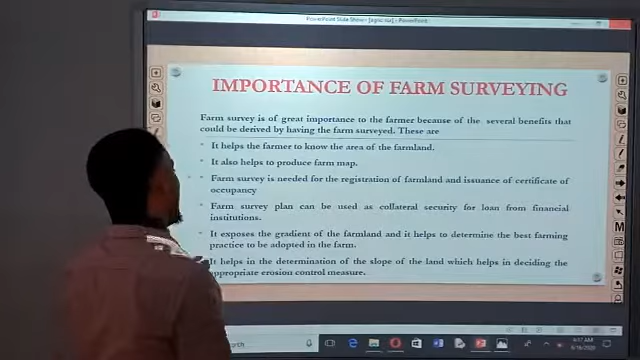 PowerPoint Slide Show - PowerPoint
IMPORTANCE OF FARM SURVEYING
Farm survey is of great importance to the farmer because of the several benefits that
could be derived by having the farm surveyed. These are
It helps the farmer to know the area of the farmland.
It also helps to produce farm map.
Farm survey is needed for the registration of farmland and issuance of certificate of
occupancy
Farm survey plan can be used as collateral security for loan from financial
institutions.
It exposes the gradient of the farmland and it helps to determine the best farming
practice to be adopted in the farm.
It helps in the determination of the slope of the land which helps in deciding the
appropriate erosion control measure.
M